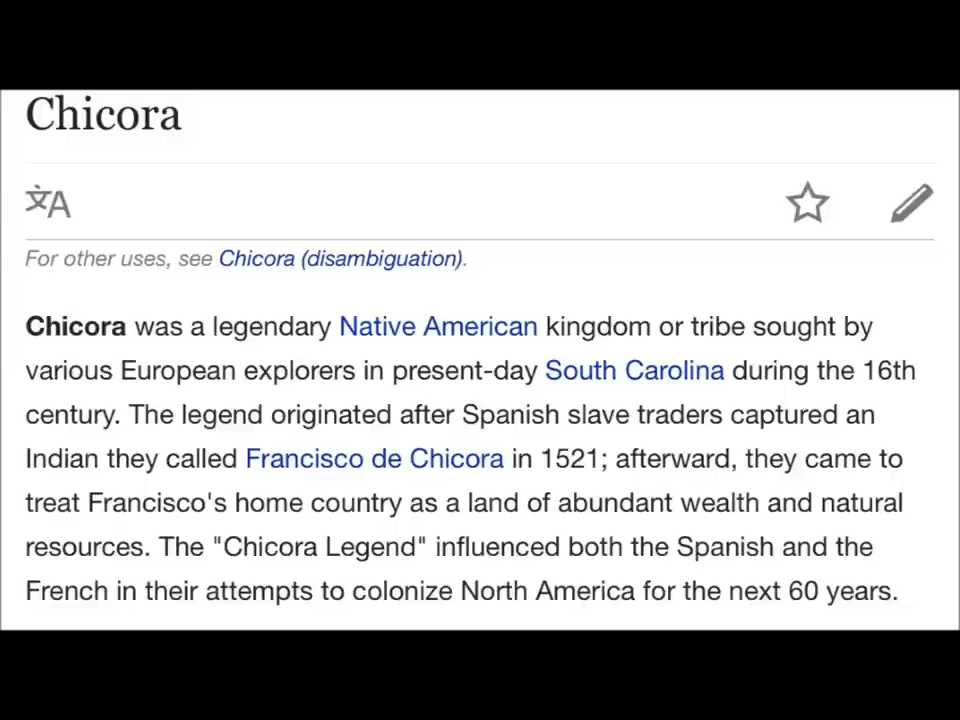 Chicora
文A
For other uses, see Chicora (disambiguation).
Chicora was a legendary Native American kingdom or tribe sought by
various European explorers in present-day South Carolina during the 16th
century. The legend originated after Spanish slave traders captured an
Indian they called Francisco de Chicora in 1521; afterward, they came to
treat Francisco's home country as a land of abundant wealth and natural
resources. The "Chicora Legend" influenced both the Spanish and the
French in their attempts to colonize North America for the next 60 years.